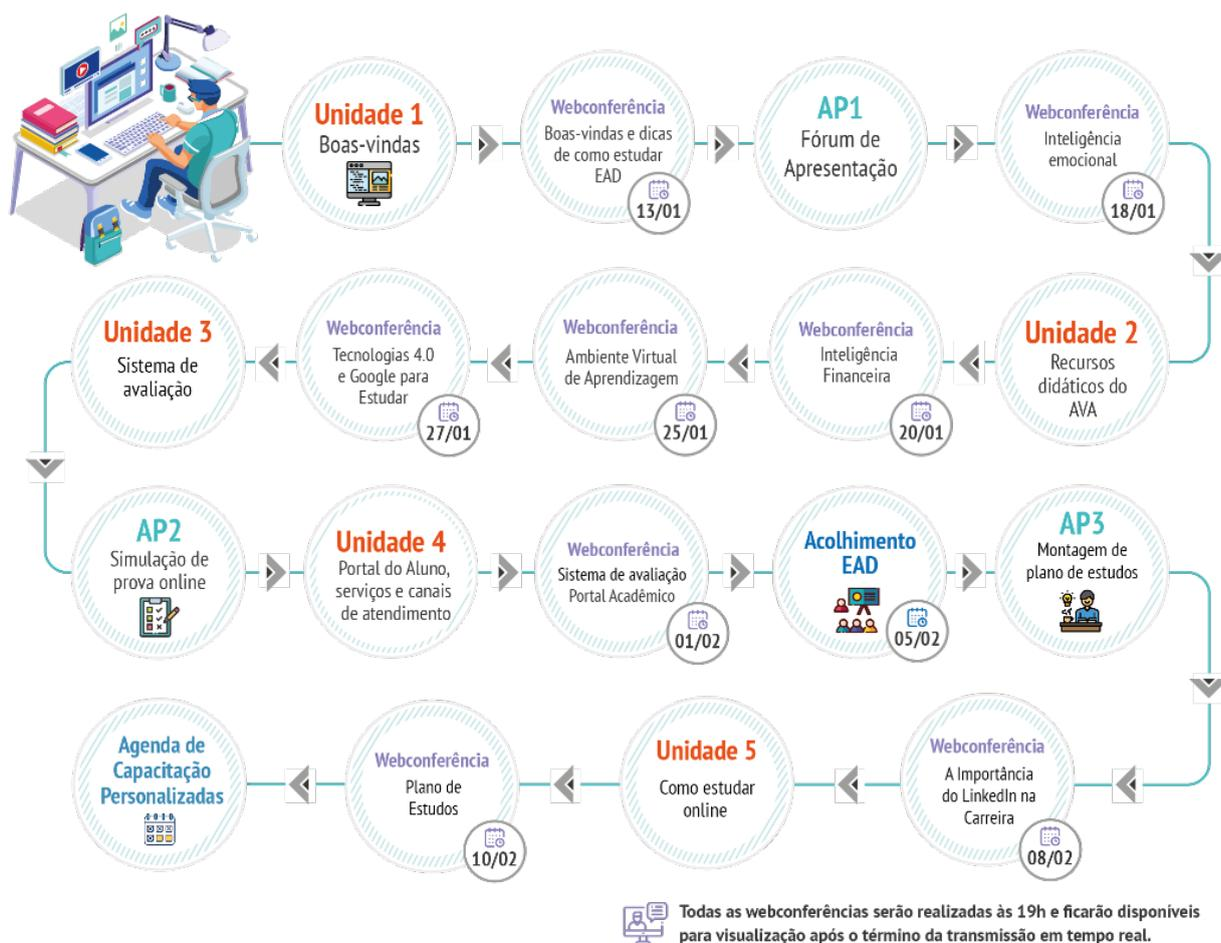 Unidade 1
Boas-vindas
Webconferência
Boas-vindas e dicas
de como estudar
EAD
13/01
AP1
Fórum de
Apresentação
Webconferência
Inteligência
emocional
18/01
Unidade 2
Recursos
didáticos do
AVA
Webconferência
Inteligência
Financeira
20/01
Webconferência
Ambiente Virtual
de Aprendizagem
25/01
Webconferência
Tecnologias 4.0
e Google para
Estudar
27/01
Unidade 3
Sistema de
avaliação
AP2
Simulação de
prova online
Unidade 4
Portal do Aluno,
serviços e canais
de atendimento
Webconferência
Sistema de avaliação
Portal Acadêmico
01/02
Acolhimento
EAD
05/02
AP3
Montagem de
plano de estudos
Webconferência
A Importância
do LinkedIn na
Carreira
08/02
Unidade 5
Como estudar
online
Webconferência
Plano de
Estudos
10/02
Agenda de
Capacitação
Personalizadas
Todas as webconferências serão realizadas às 19h e ficarão disponíveis
para visualização após o término da transmissão em tempo real.